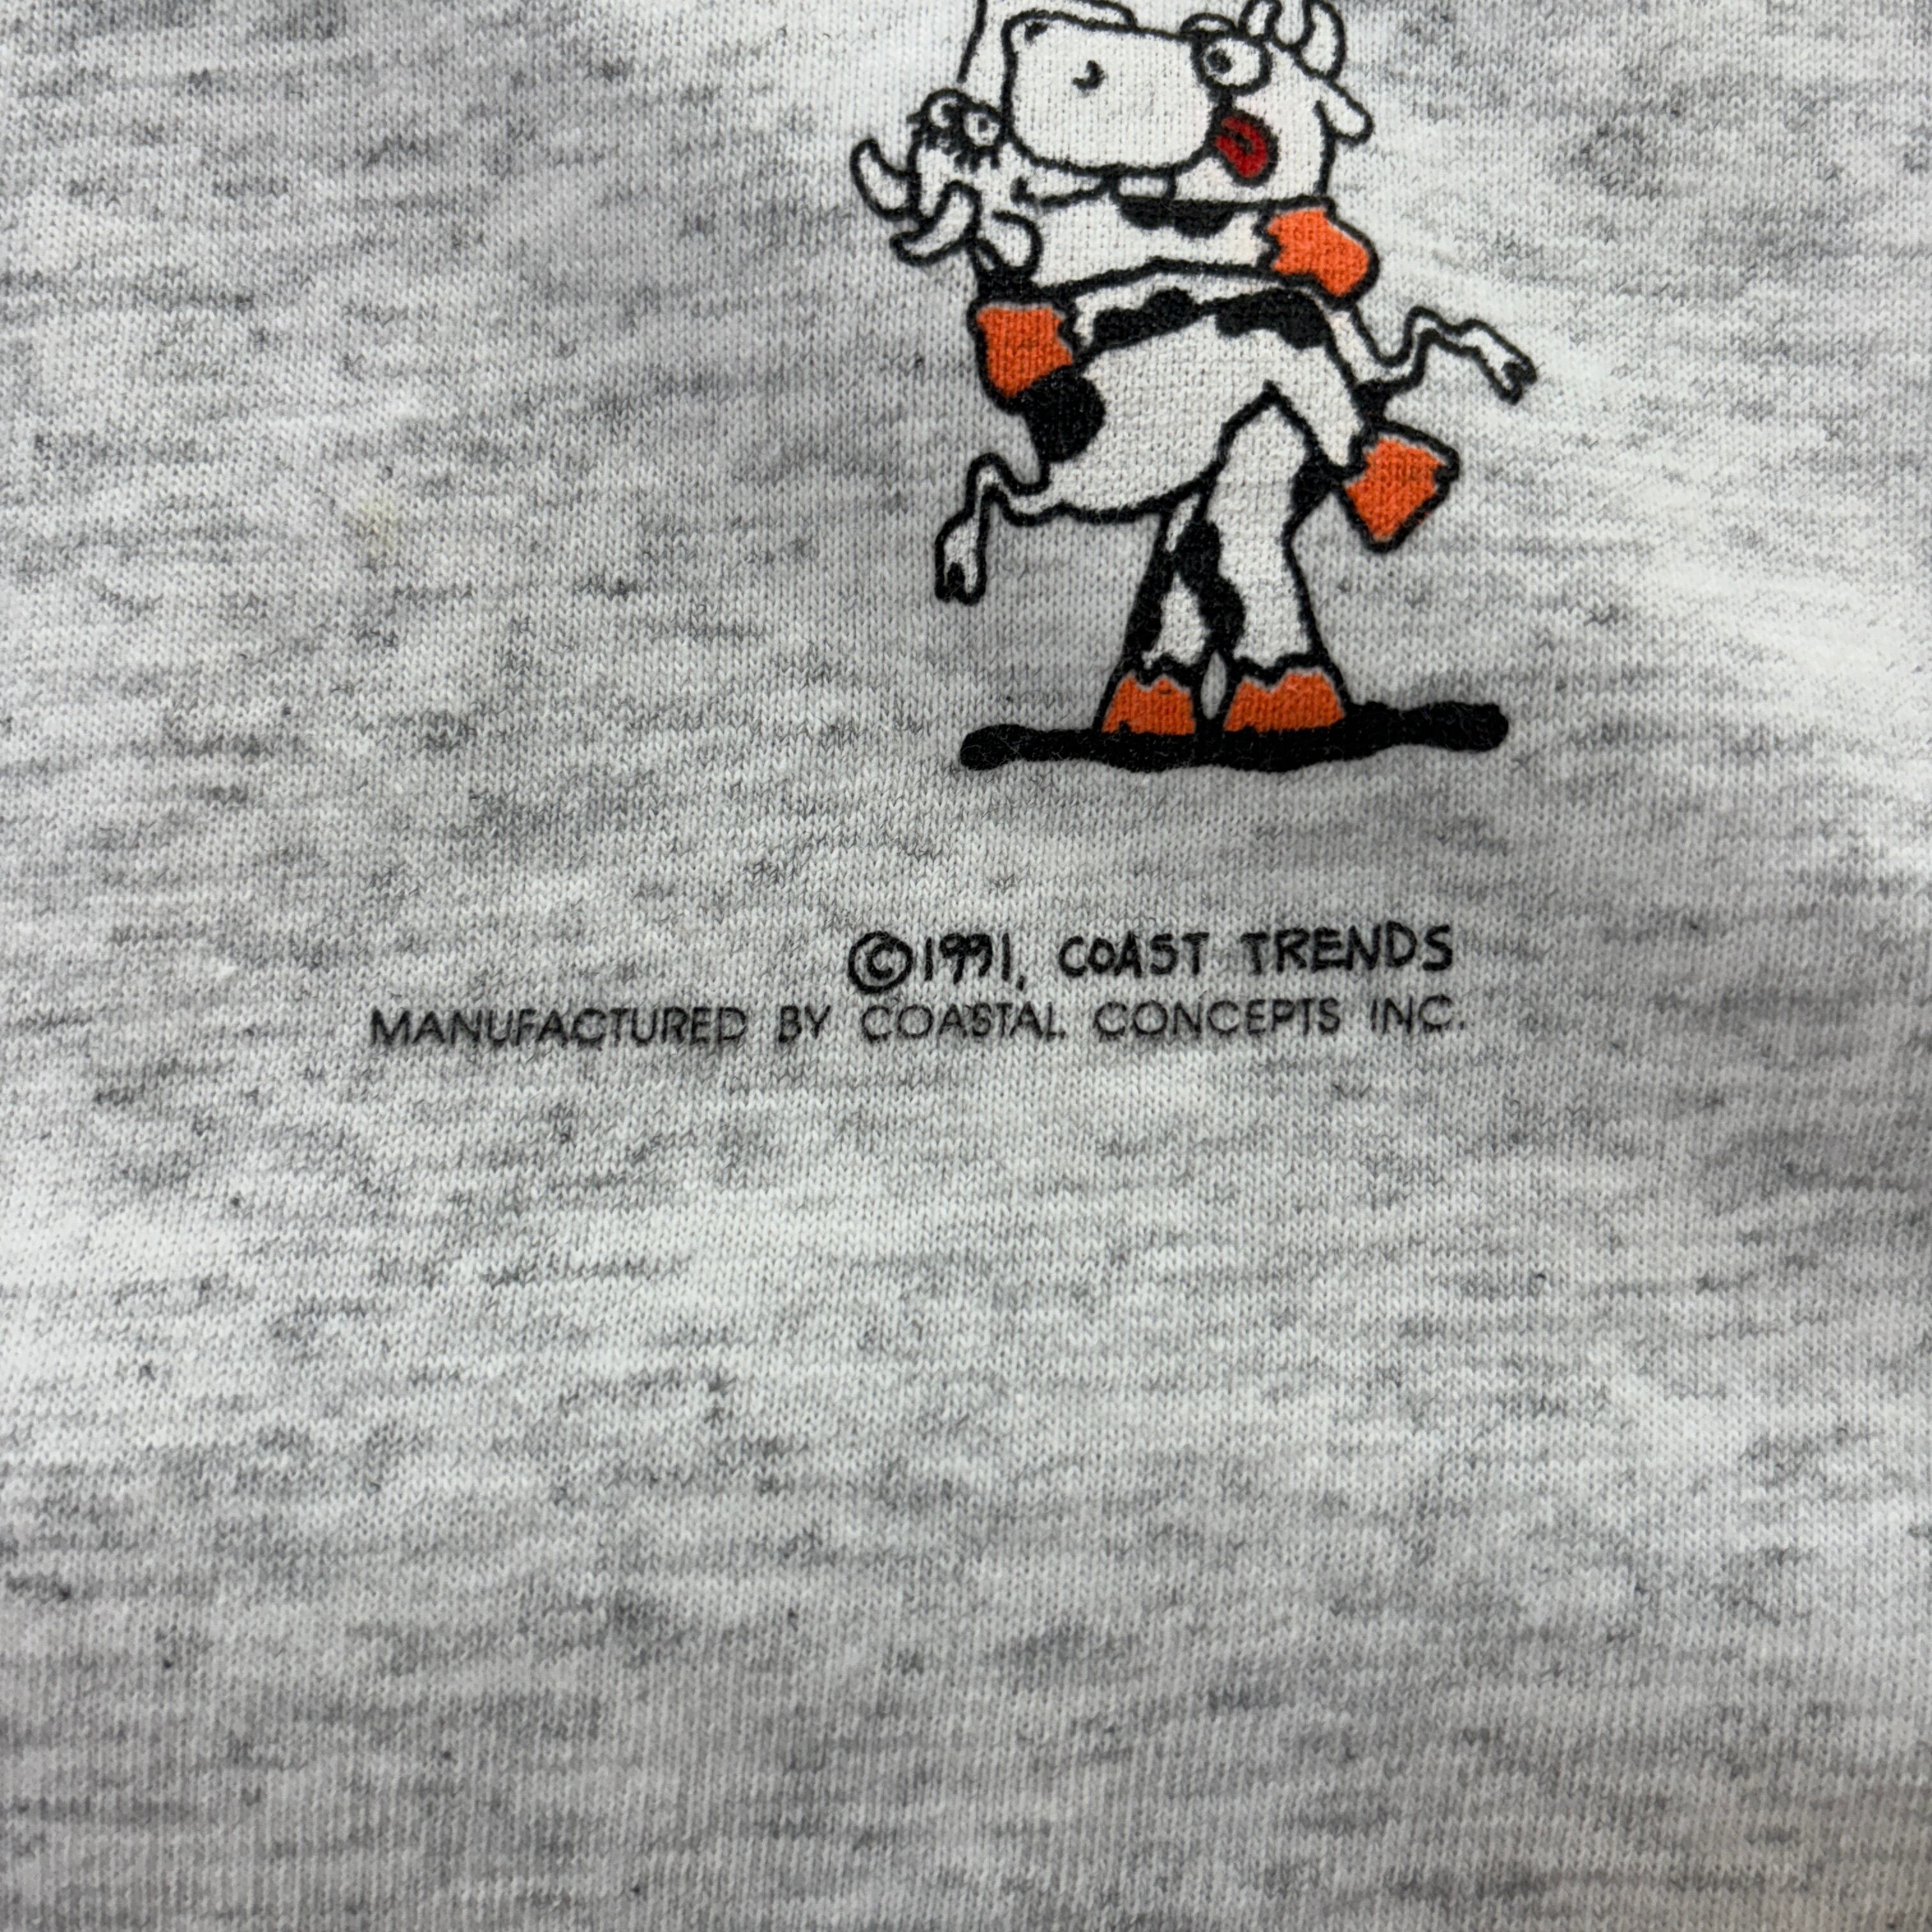 ©1991, COAST TRENDS
MANUFACTURED BY COASTAL CONCEPTS INC.